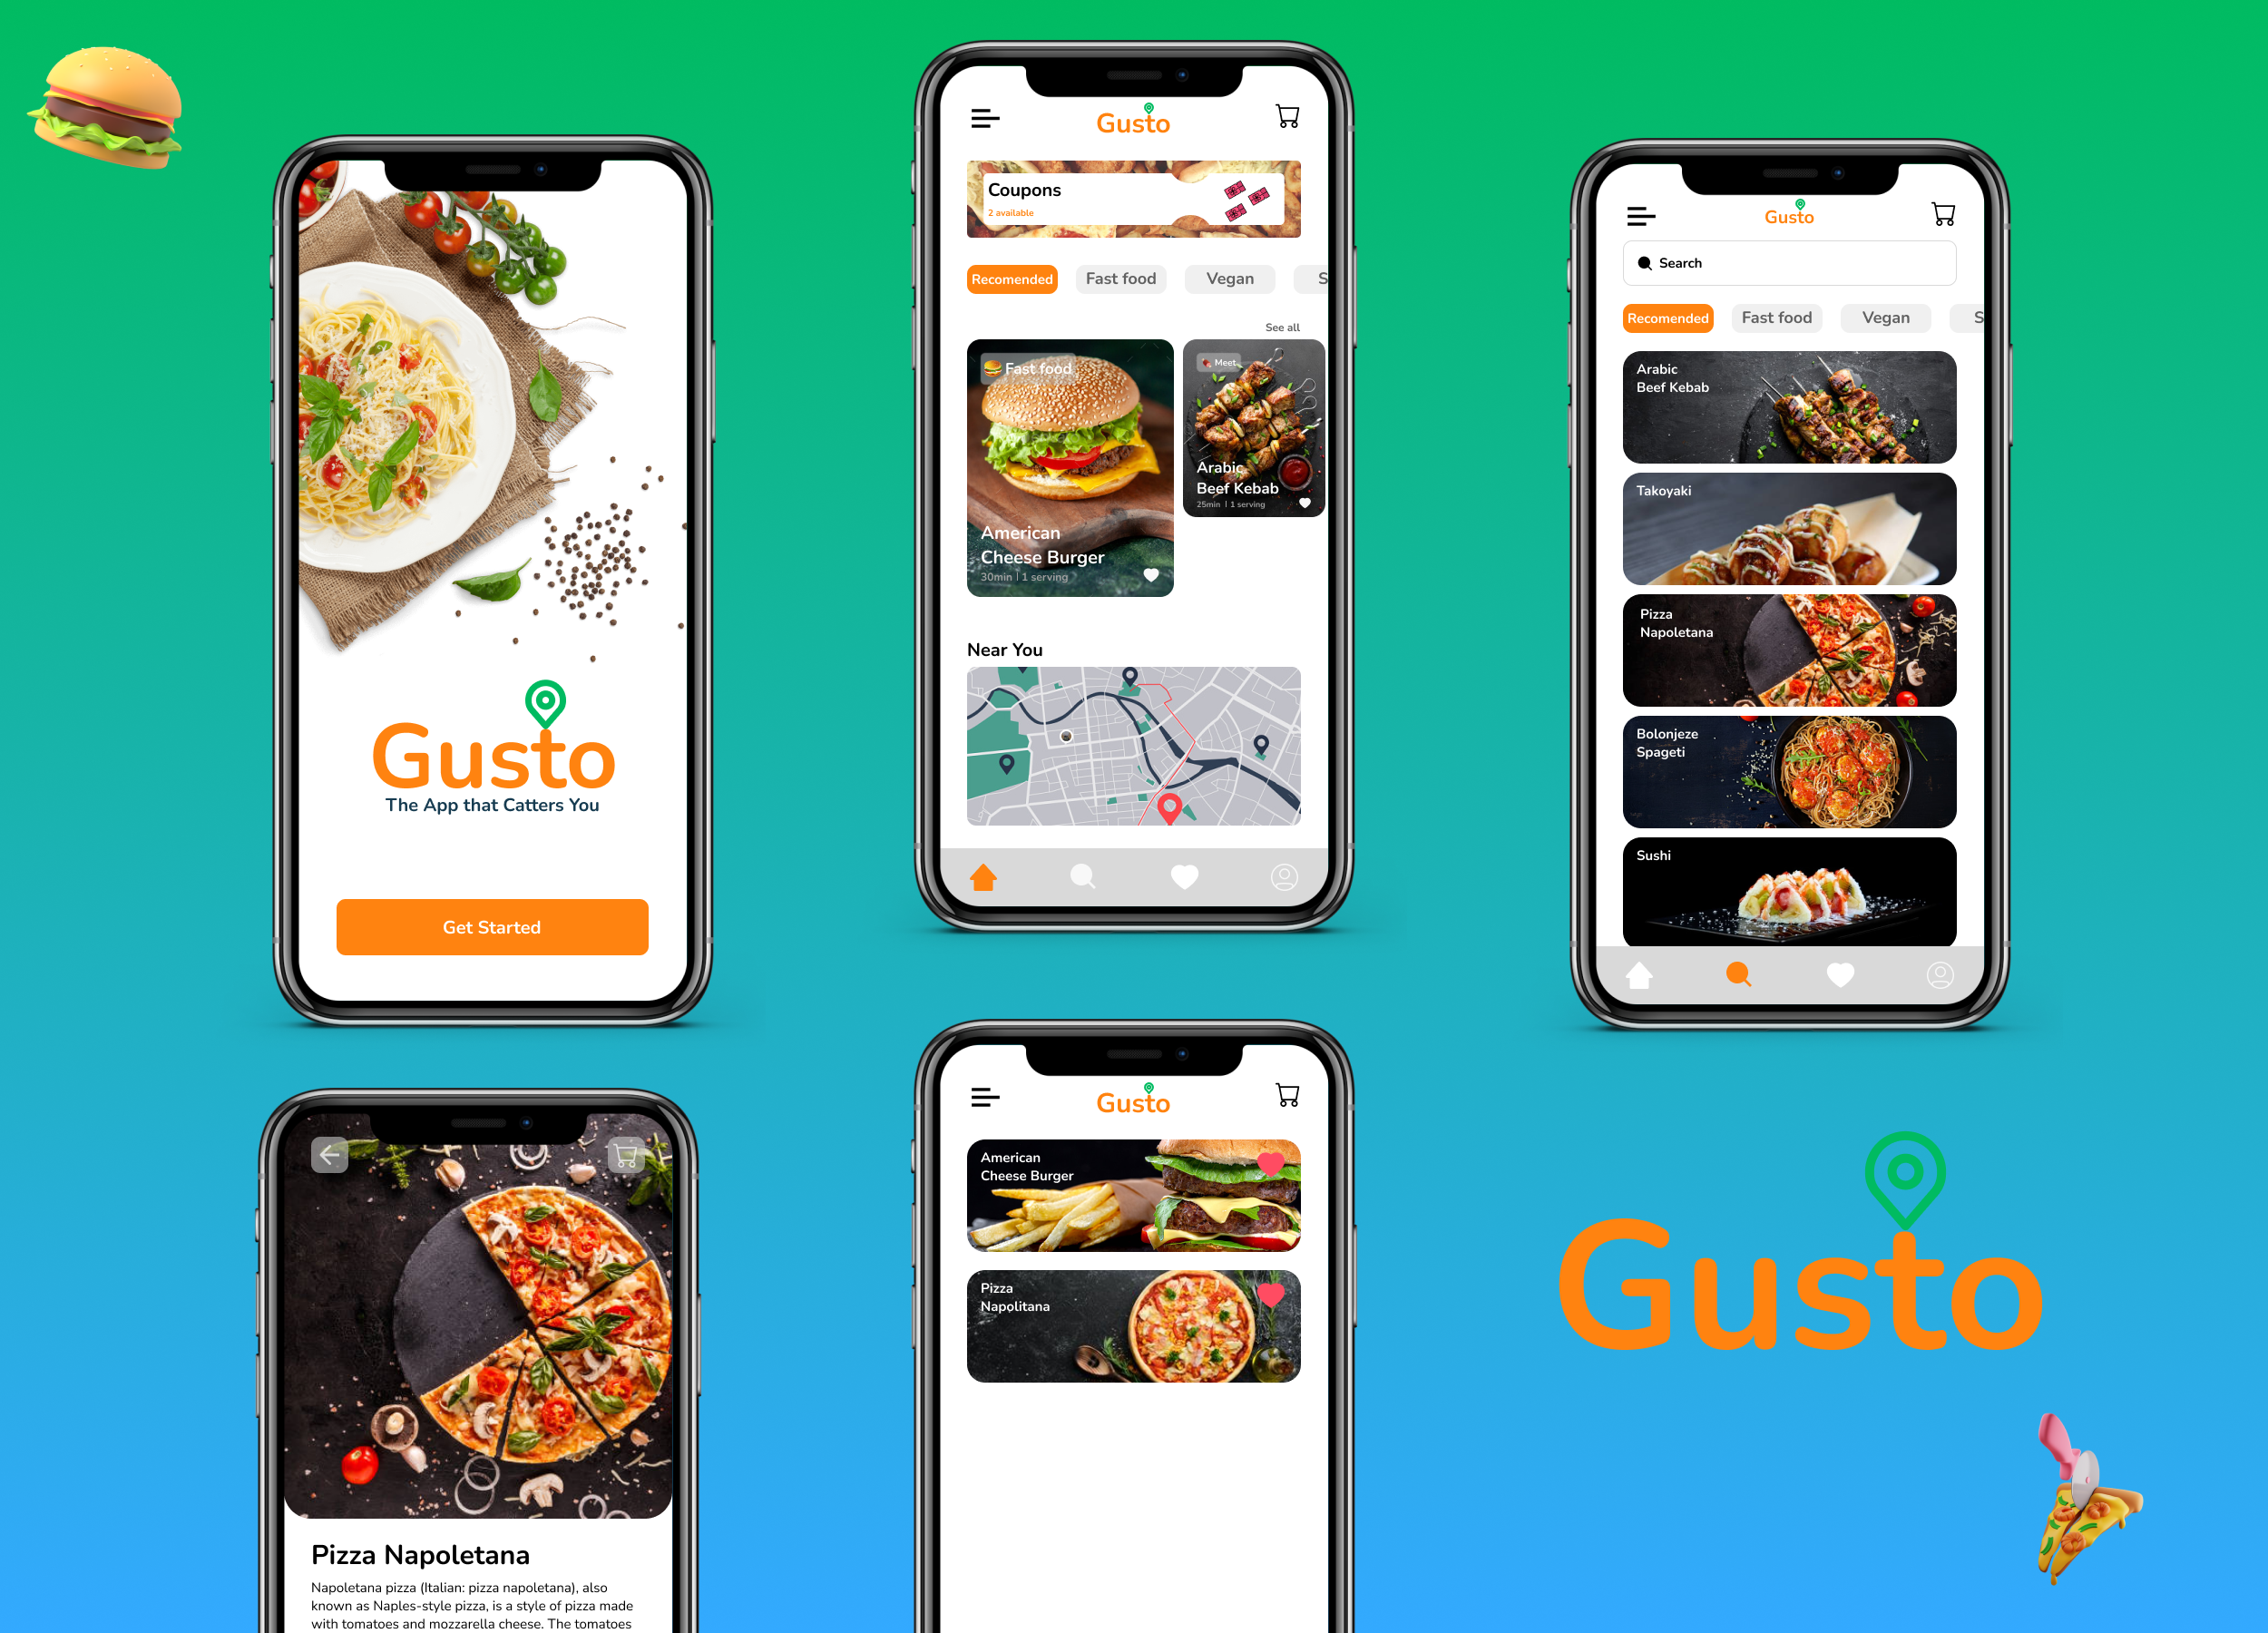 Gusto
The App that Catters You
Get Started
Gusto
Coupons
2 available
Recomended
Fast food
Vegan
S
See all
Fast food
American
Cheese Burger
30min | 1 serving
Meet
Arabic
Beef Kebab
25min | 1 serving
Near You
Gusto
Search
Recomended
Fast food
Vegan
S
Arabic
Beef Kebab
Takoyaki
Pizza
Napoletana
Bolonjeze
Spageti
Sushi
Pizza Napoletana
Napoletana pizza (Italian: pizza napoletana), also
known as Naples-style pizza, is a style of pizza made
with tomatoes and mozzarella cheese. The tomatoes
Gusto
American
Cheese Burger
Pizza
Napolitana
Gusto